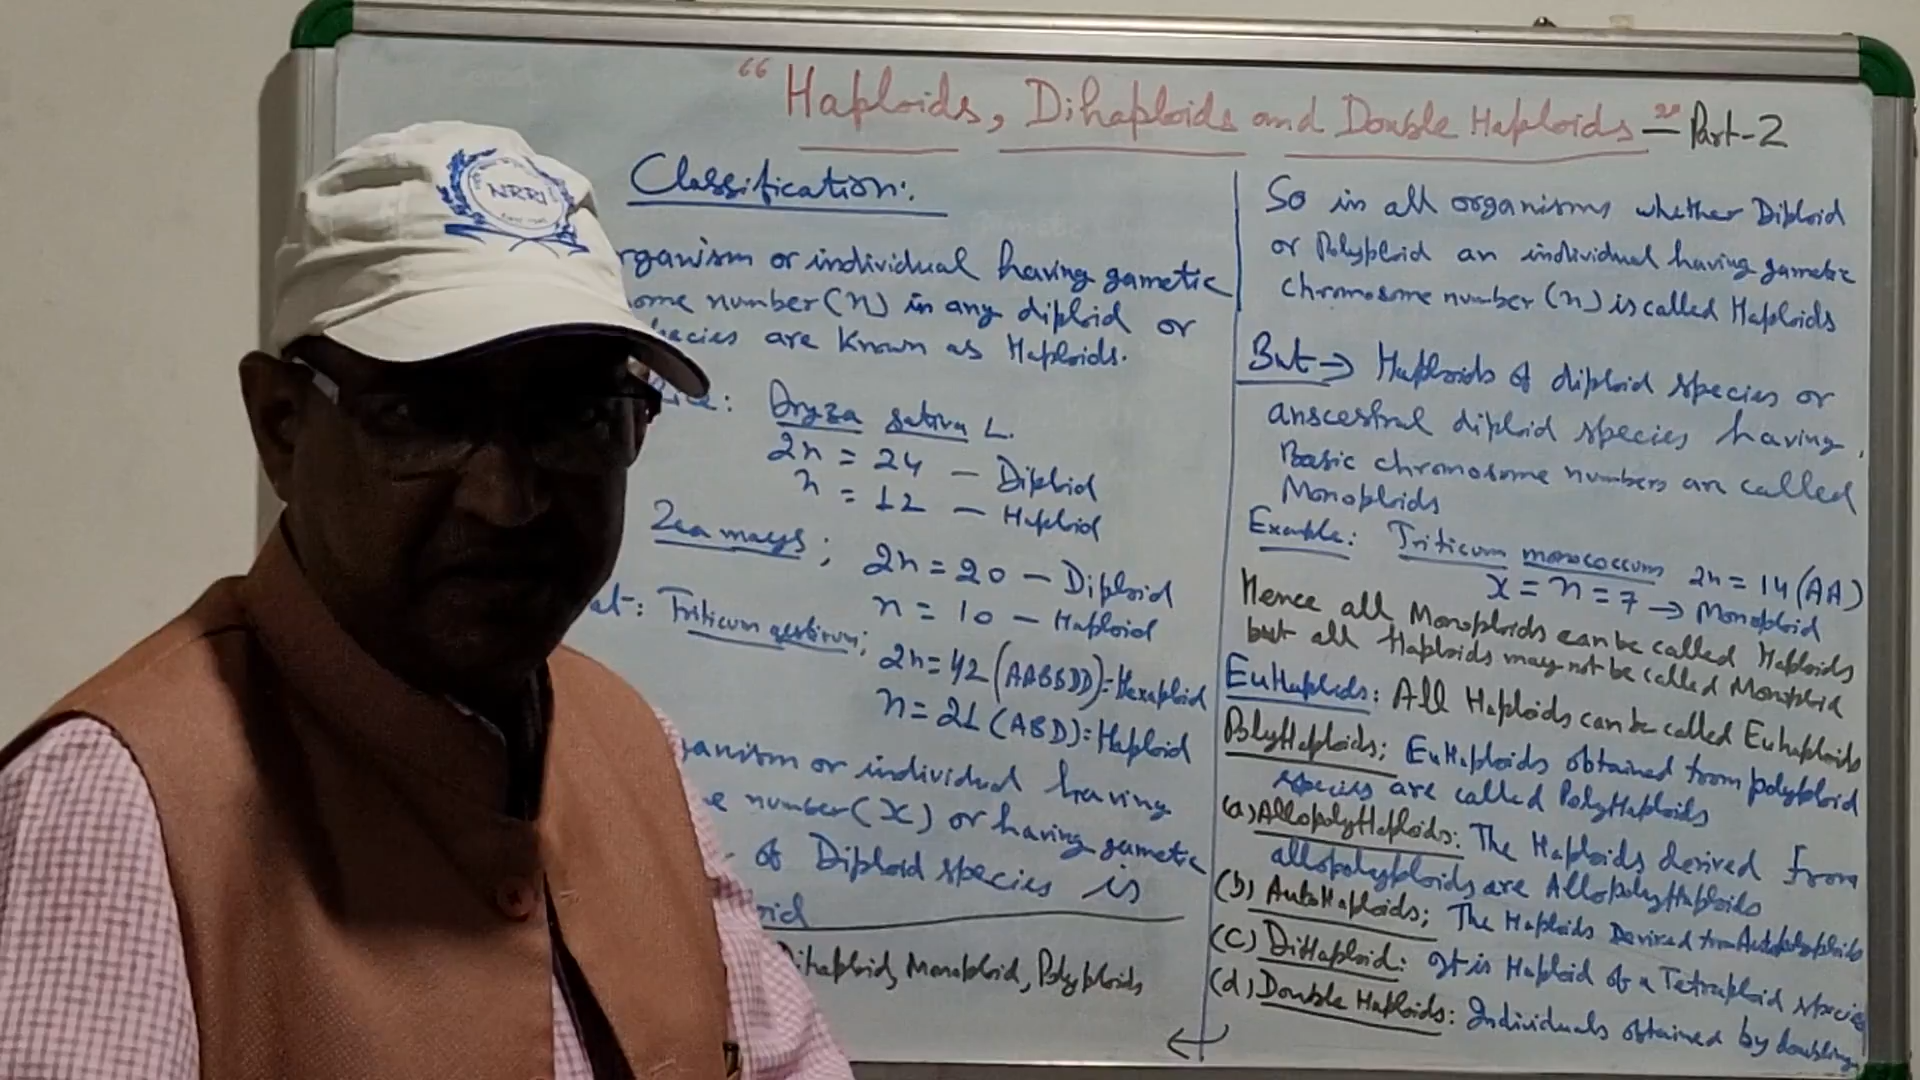 "Haploids, Dihaploids and Double Haploids" - Part-2
Classification:
organism or individual having gametic
number (n) in any diploid or
species are known as Haploids.
Oryza sativa L.
2n = 24 - Diploid
n = 12 - Haploid
Zea mays; 2n = 20 - Diploid
n = 10 - Haploid
Triticum aestivum;
2n = 42 (AABBDD) = Hexaploid
n = 21 (ABD) = Haploid
or individual having
number (x) or having gametic
of Diploid species is
Dihaploid, Monoploid, Polyploids
So in all organisms whether Diploid
or Polyploid an individual having gametic
chromosome number (n) is called Haploids
But → Haploids of diploid species or
anscestral diploid species having
Basic chromosome numbers are called
Monoploids
Example: Triticum monococcum 2n = 14 (AA)
x = n = 7 → Monoploid
Hence all Monoploids can be called Haploids
but all Haploids may not be called Monoploid
EuHaploids: All Haploids can be called Euhaploids
PolyHaploids; EuHaploids obtained from polyploid
species are called PolyHaploids
(a) AllopolyHaploids: The Haploids derived from
allopolyploids are AllopolyHaploids
(b) AutoHaploids; The Haploids Derived from Autopolyploids
(c) DiHaploid: It is Haploid of a Tetraploid species
(d) Double Haploids: Individuals obtained by doubling
NRRI